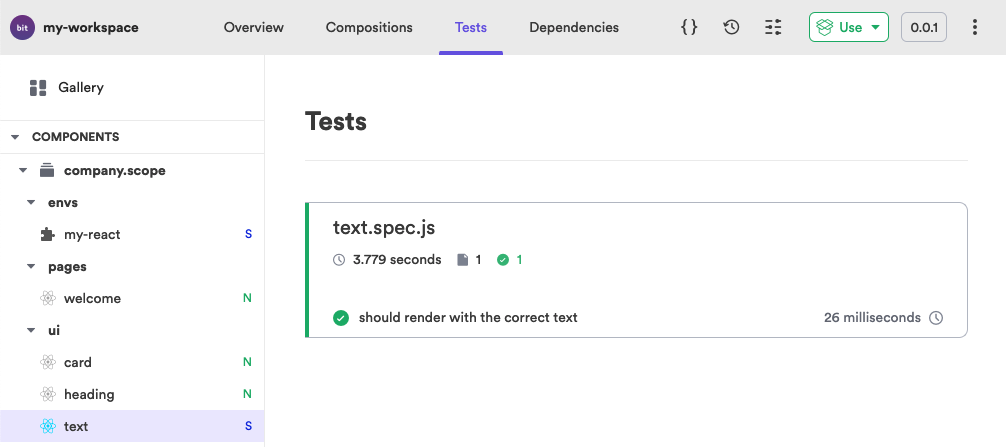 bit my-workspace Overview Compositions Tests Dependencies {} Use 0.0.1
Gallery
COMPONENTS
company.scope
envs
my-react S
pages
welcome N
ui
card N
heading N
text S
Tests
text.spec.js
3.779 seconds 1 1
should render with the correct text 26 milliseconds